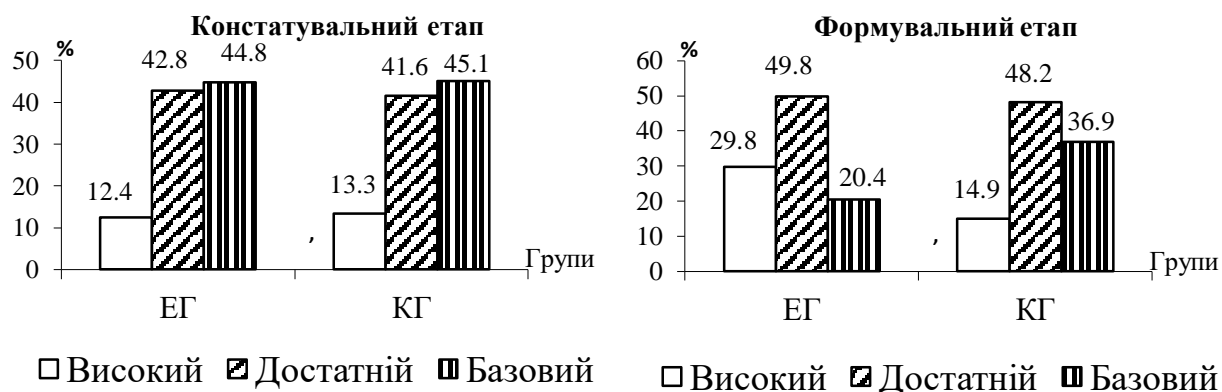 Констатувальний етап
%
50
40
30
20
10
0
42.8
44.8
12.4
41.6
45.1
13.3
,
Групи
ЕГ
КГ
Високий Достатній Базовий
Формувальний етап
%
60
50
40
30
20
10
0
49.8
29.8
20.4
48.2
36.9
14.9
,
Групи
ЕГ
КГ
Високий Достатній Базовий